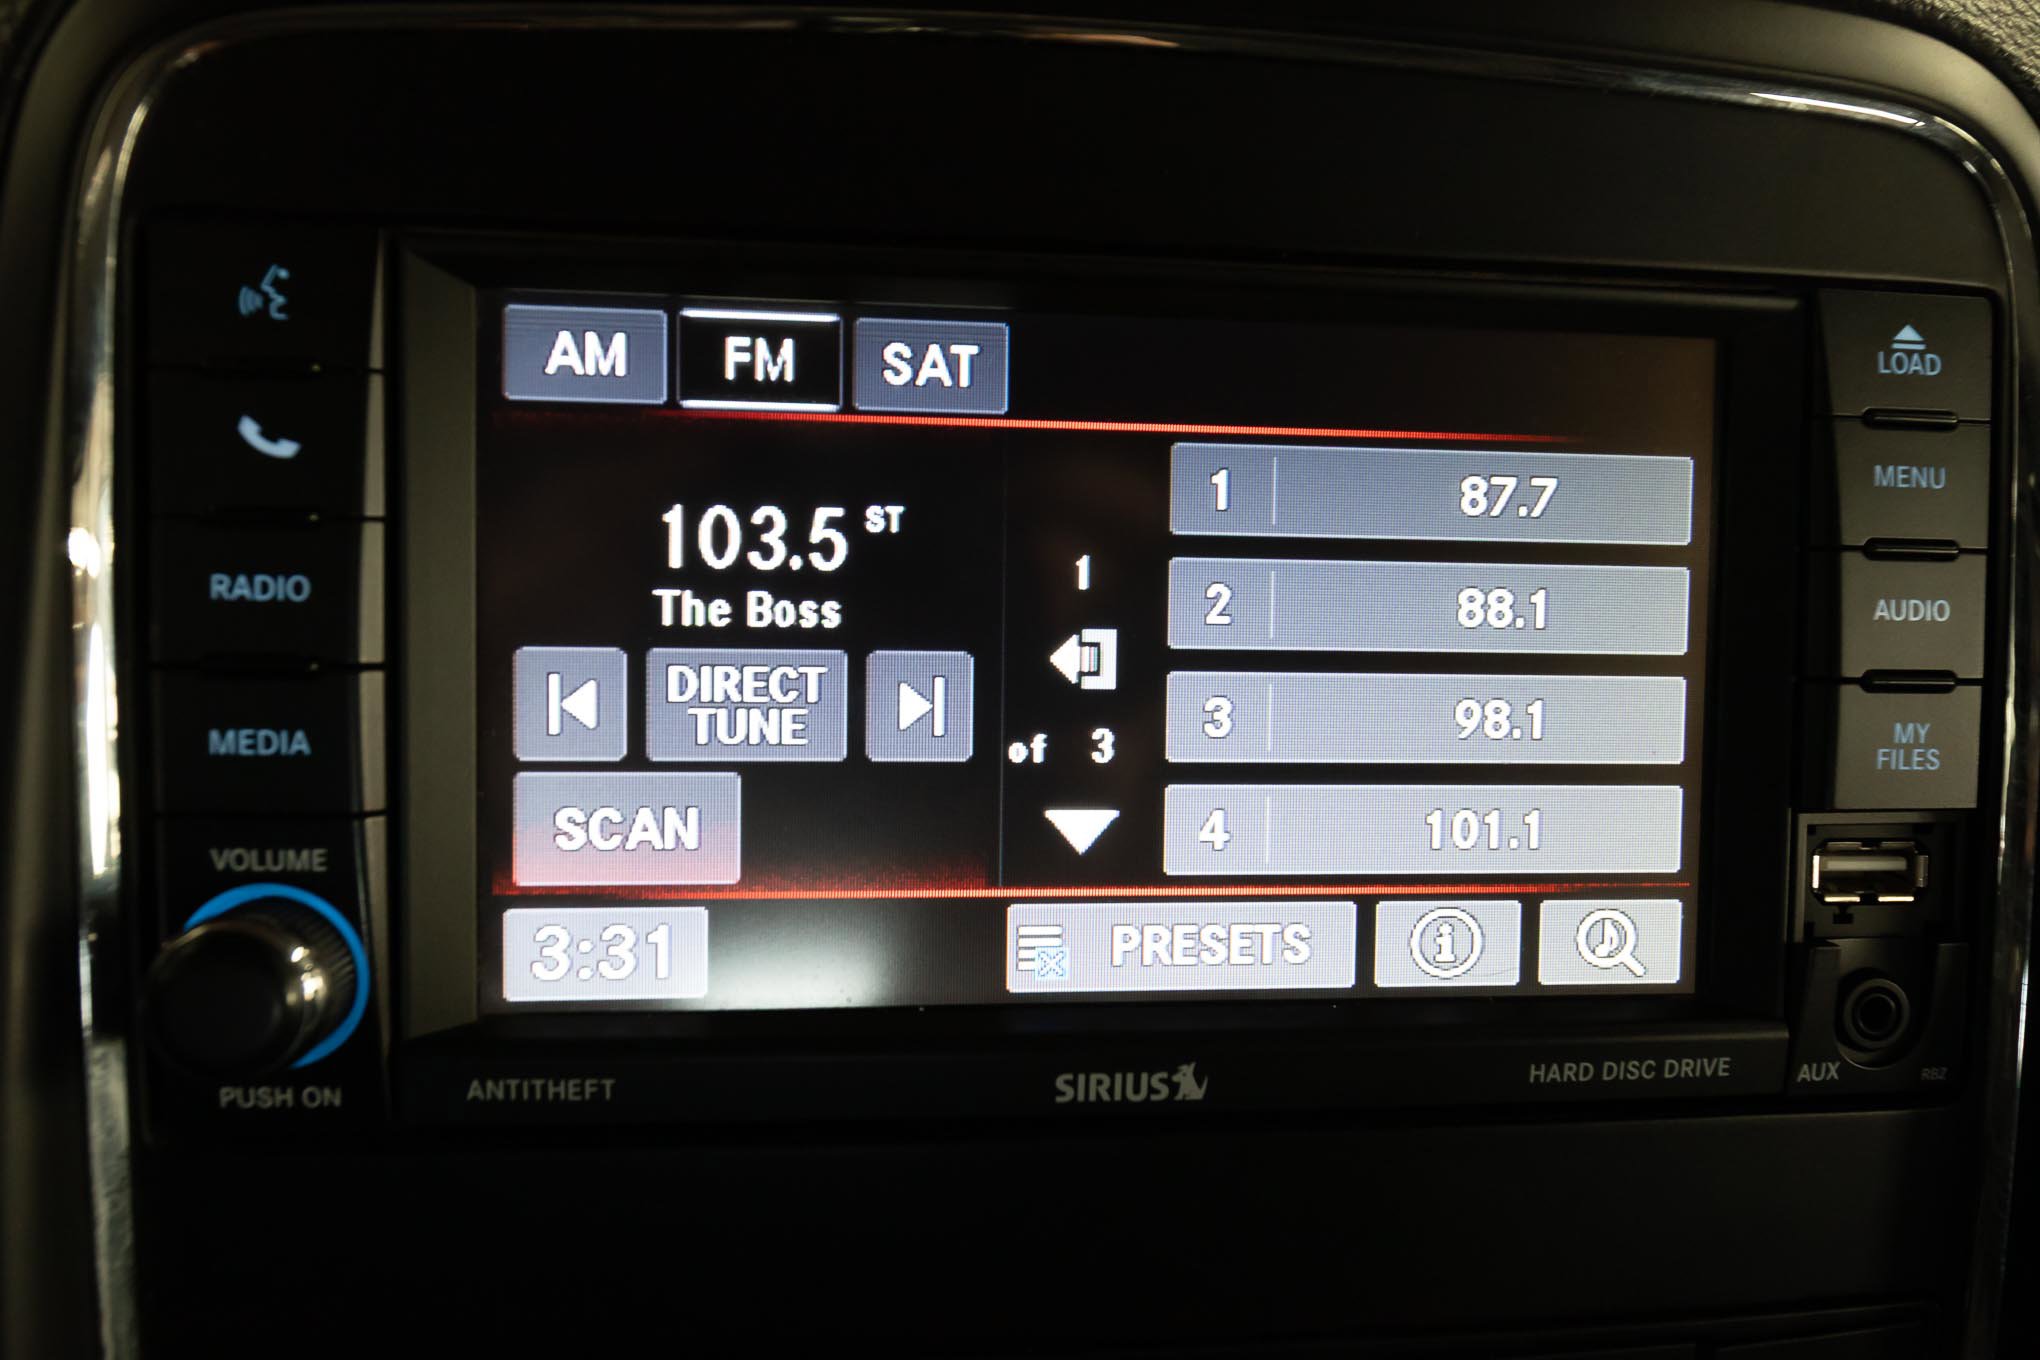 AM
FM
SAT
103.5 ST
The Boss
DIRECT
TUNE
SCAN
1
of 3
1 87.7
2 88.1
3 98.1
4 101.1
3:31
PRESETS
RADIO
MEDIA
VOLUME
PUSH ON
LOAD
MENU
AUDIO
MY
FILES
ANTITHEFT
SIRIUS
HARD DISC DRIVE
AUX
RBZ